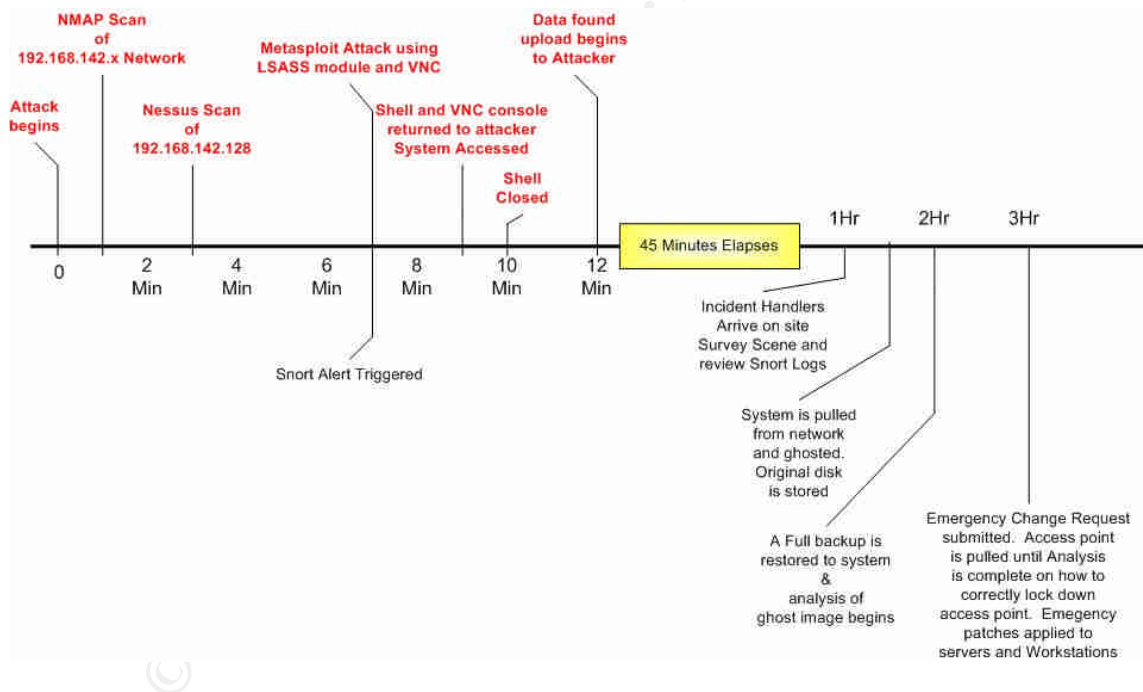 NMAP Scan
of
192.168.142.x Network
Data found
upload begins
to Attacker
Metasploit Attack using
LSASS module and VNC
Attack
begins
Nessus Scan
of
192.168.142.128
Shell and VNC console
returned to attacker
System Accessed
Shell
Closed
45 Minutes Elapses
1Hr
2Hr
3Hr
0
2
Min
4
Min
6
Min
8
Min
10
Min
12
Min
Snort Alert Triggered
Incident Handlers
Arrive on site
Survey Scene and
review Snort Logs
System is pulled
from network
and ghosted.
Original disk
is stored
A Full backup is
restored to system
&
analysis of
ghost image begins
Emergency Change Request
submitted. Access point
is pulled until Analysis
is complete on how to
correctly lock down
access point. Emegency
patches applied to
servers and Workstations
©